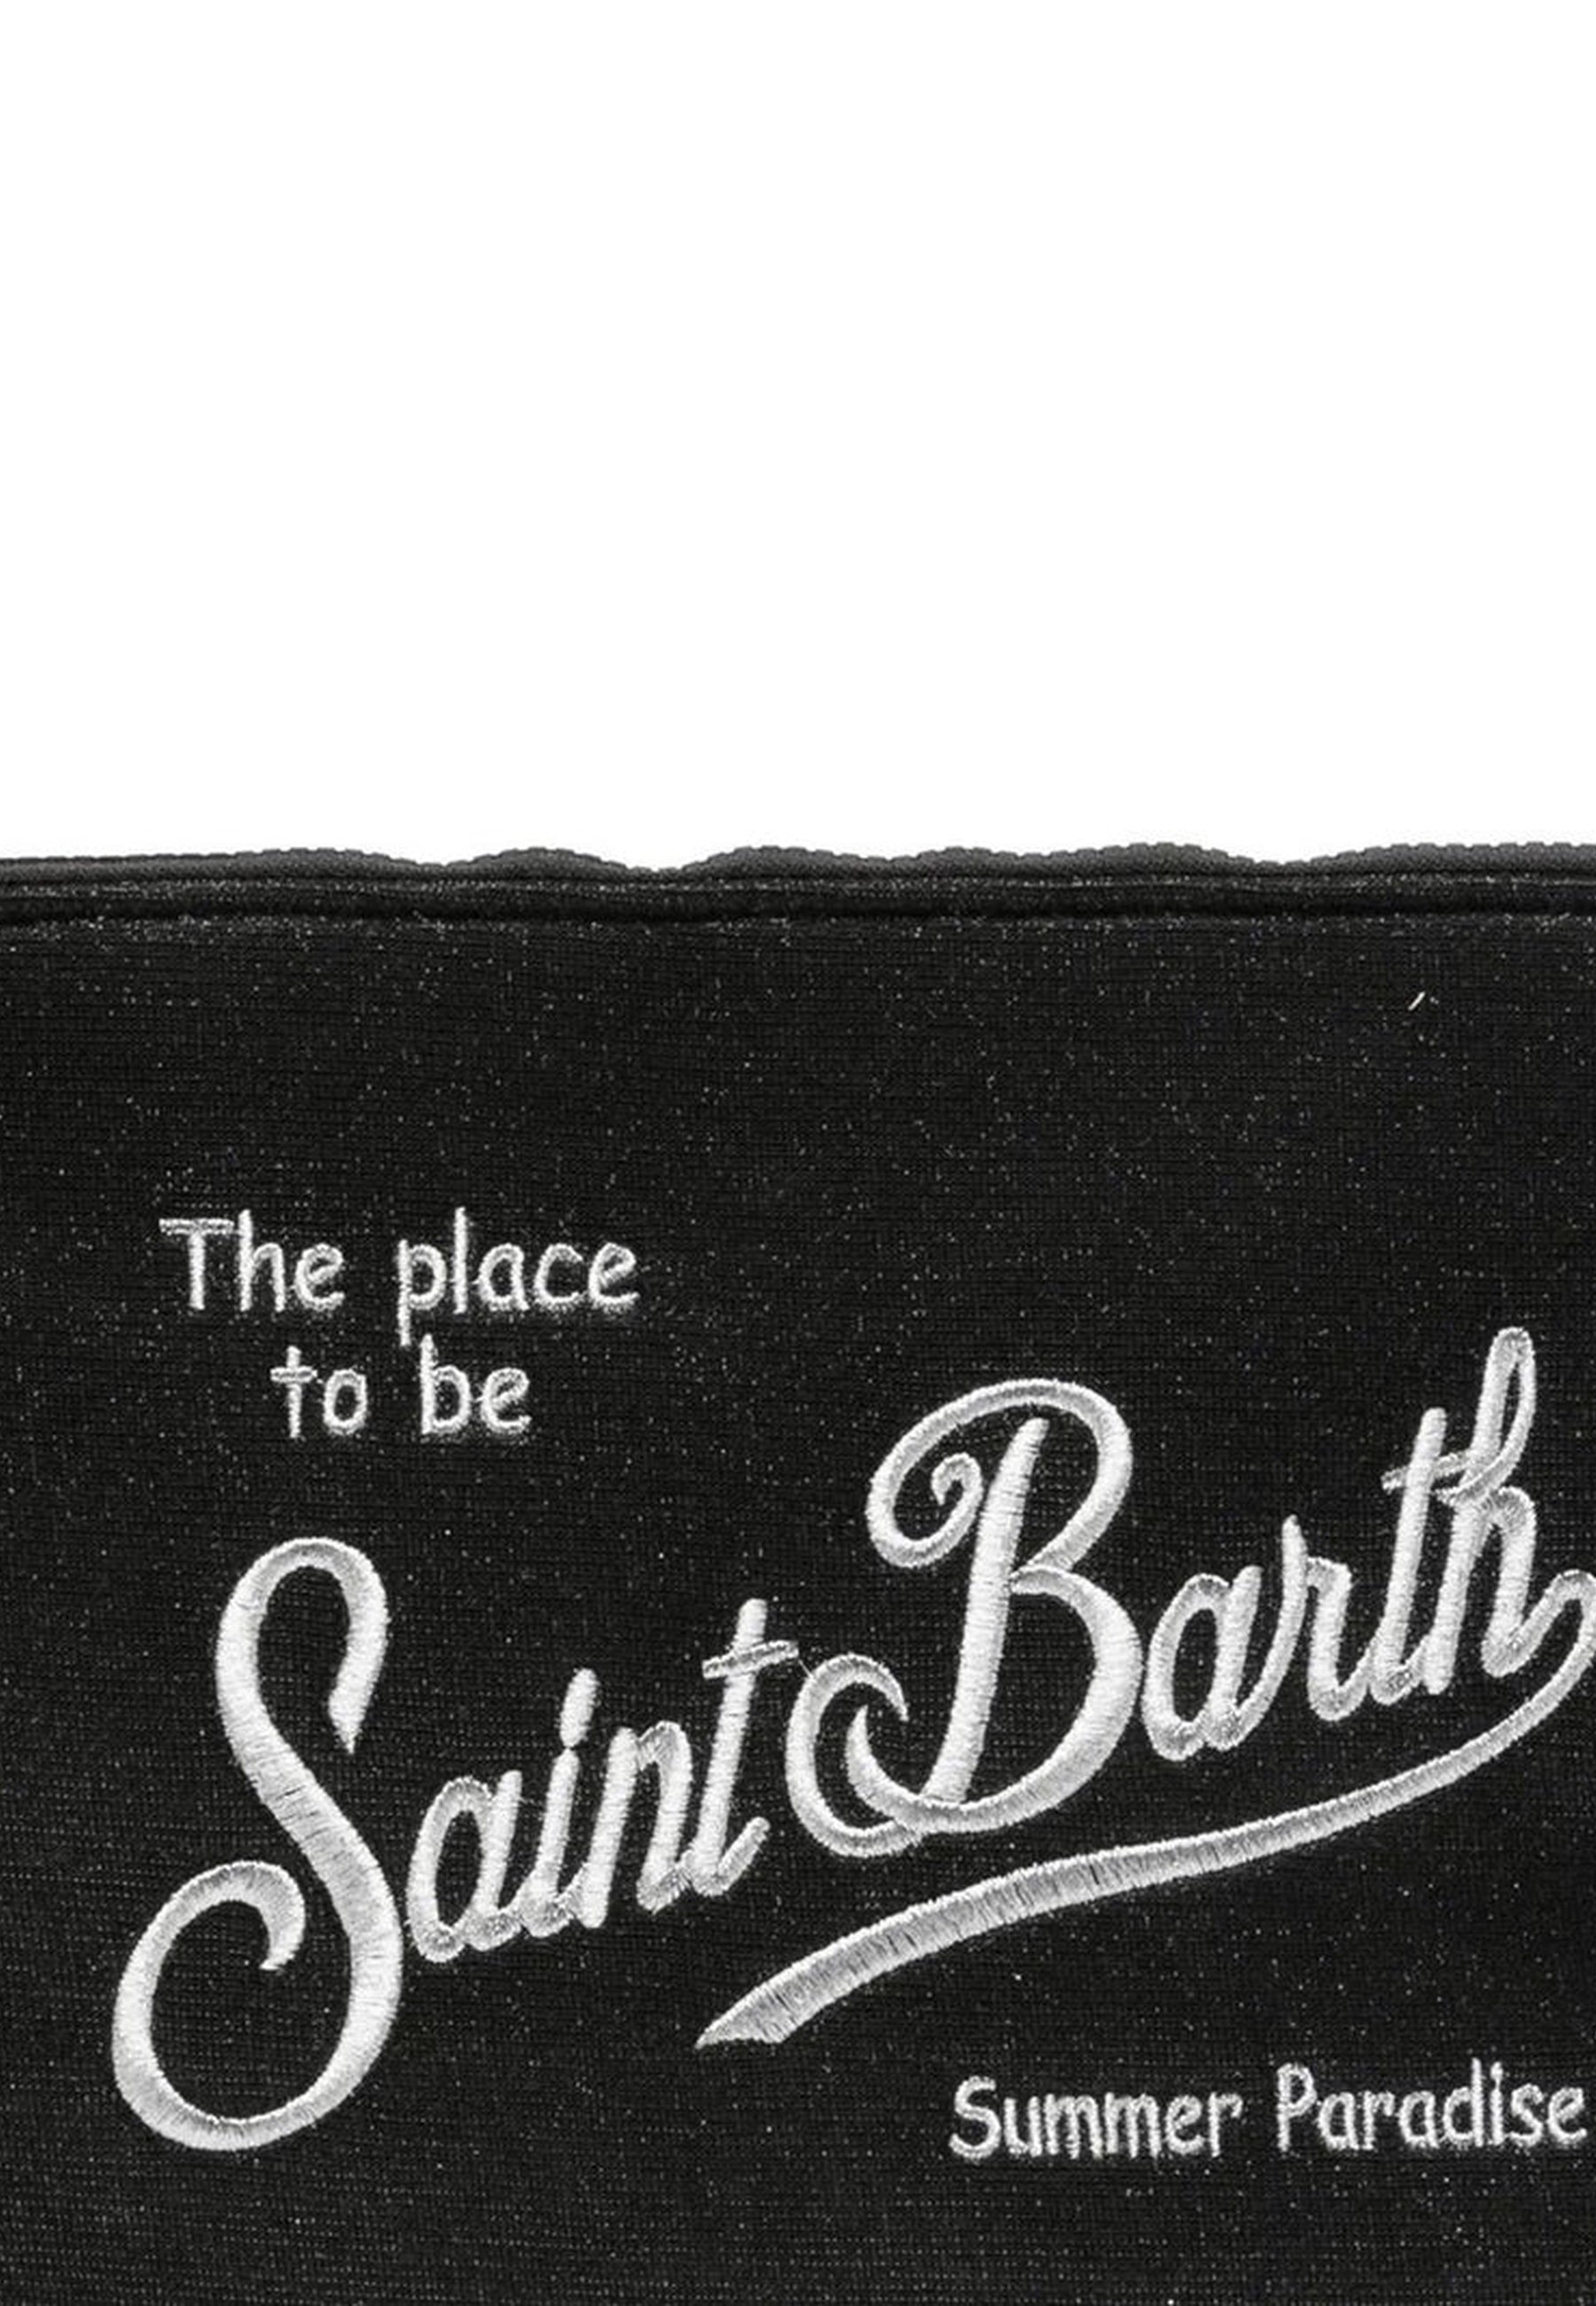 The place
to be
Saint Barth
Summer Paradise